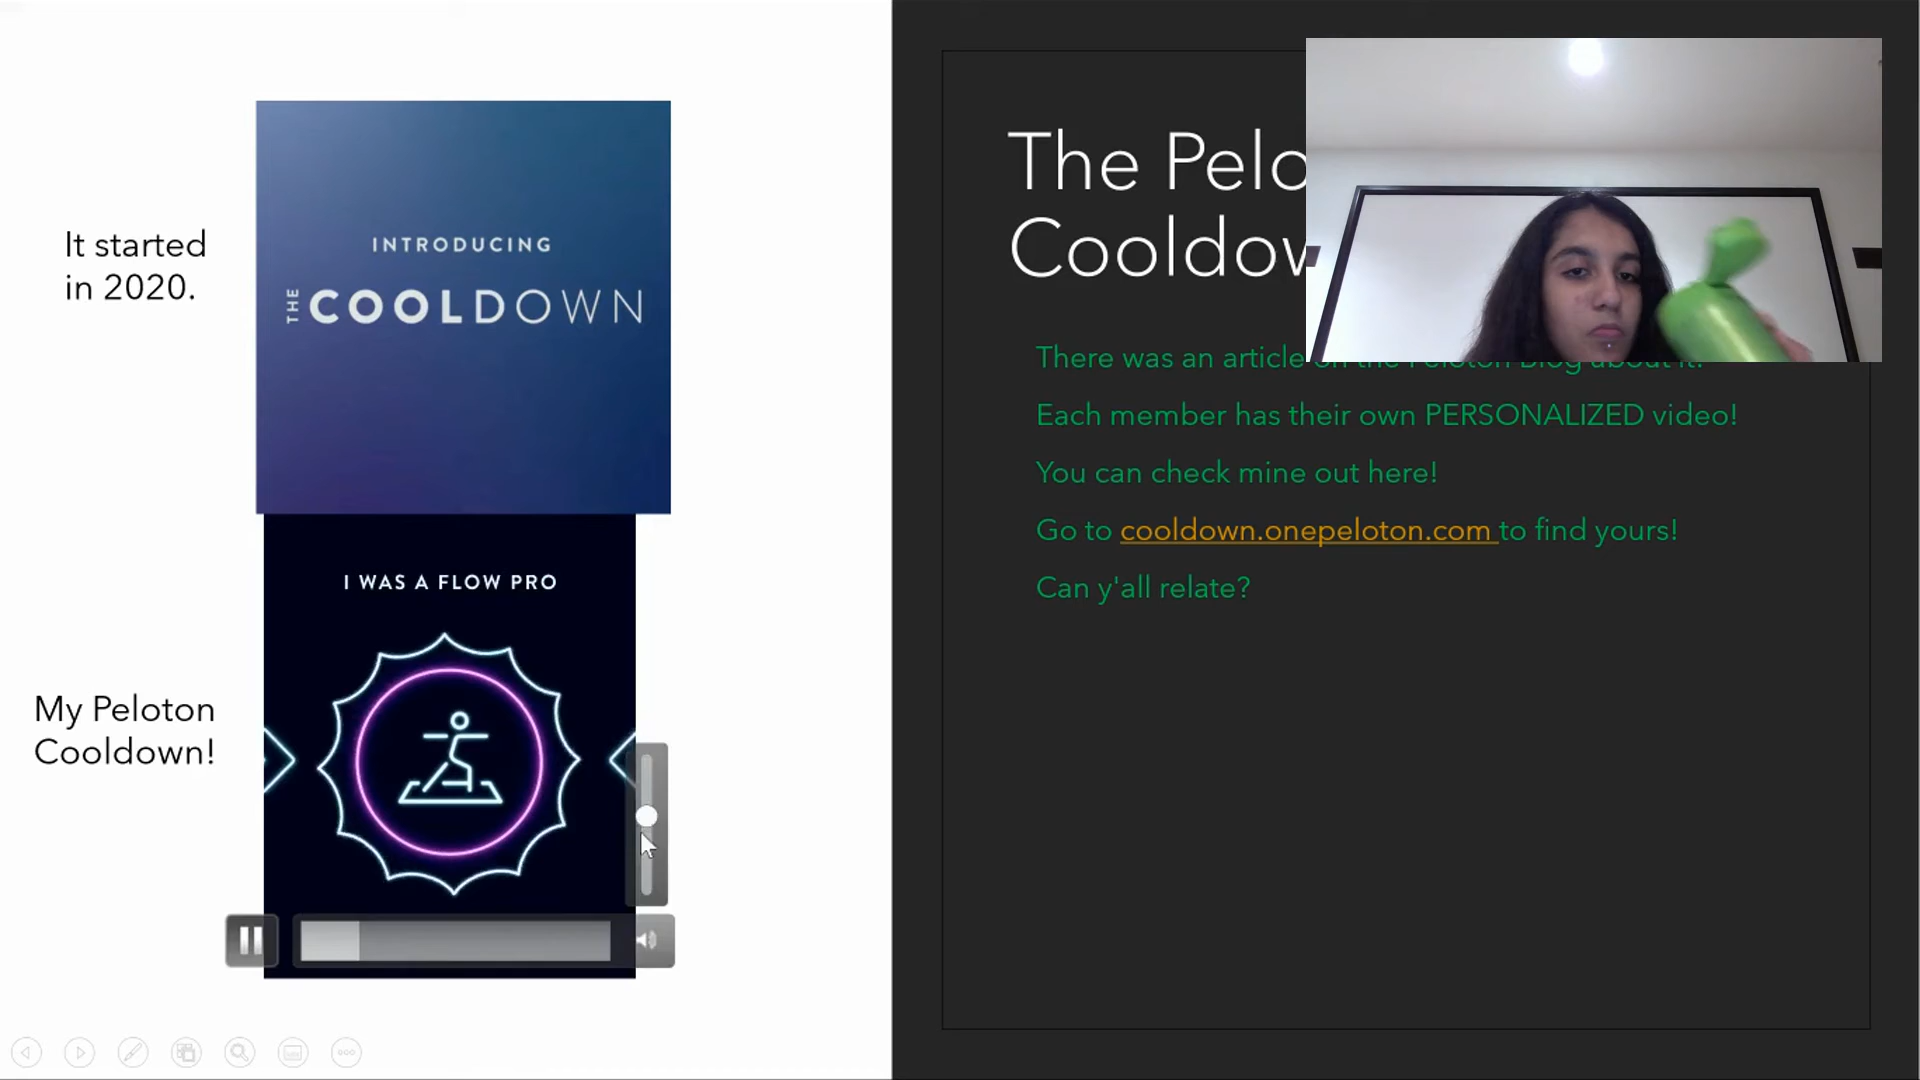 It started
in 2020.
INTRODUCING
THE COOLDOWN
I WAS A FLOW PRO
My Peloton
Cooldown!
The Pelo
Cooldow
There was an article on the Peloton Blog about it!
Each member has their own PERSONALIZED video!
You can check mine out here!
Go to cooldown.onepeloton.com to find yours!
Can y'all relate?